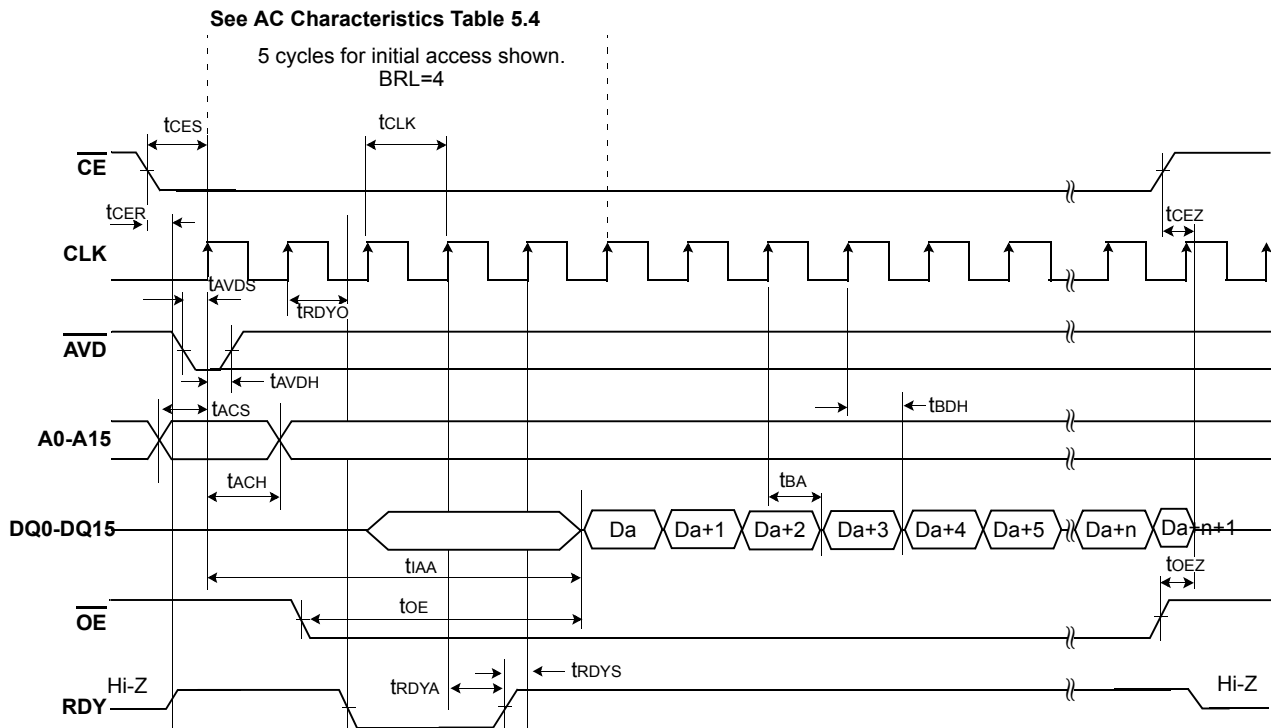 See AC Characteristics Table 5.4
5 cycles for initial access shown.
BRL=4
tCES
tCLK
CE
tCER
tCEZ
CLK
tAVDS
tRDYO
AVD
tAVDH
tBDH
tACS
A0-A15
tACH
tBA
DQ0-DQ15
Da
Da+1
Da+2
Da+3
Da+4
Da+5
Da+n
Da+n+1
tIAA
tOEZ
tOE
OE
tRDYS
Hi-Z
tRDYA
Hi-Z
RDY